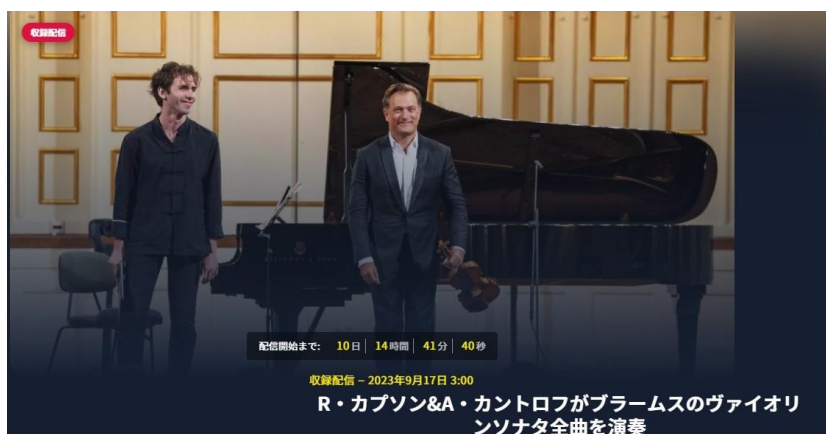 収録配信
STEINWAY & SONS
配信開始まで: 10日 14時間 41分 40秒
収録配信 – 2023年9月17日 3:00
R・カプソン&A・カントロフがブラームスのヴァイオリ
ンソナタ全曲を演奏